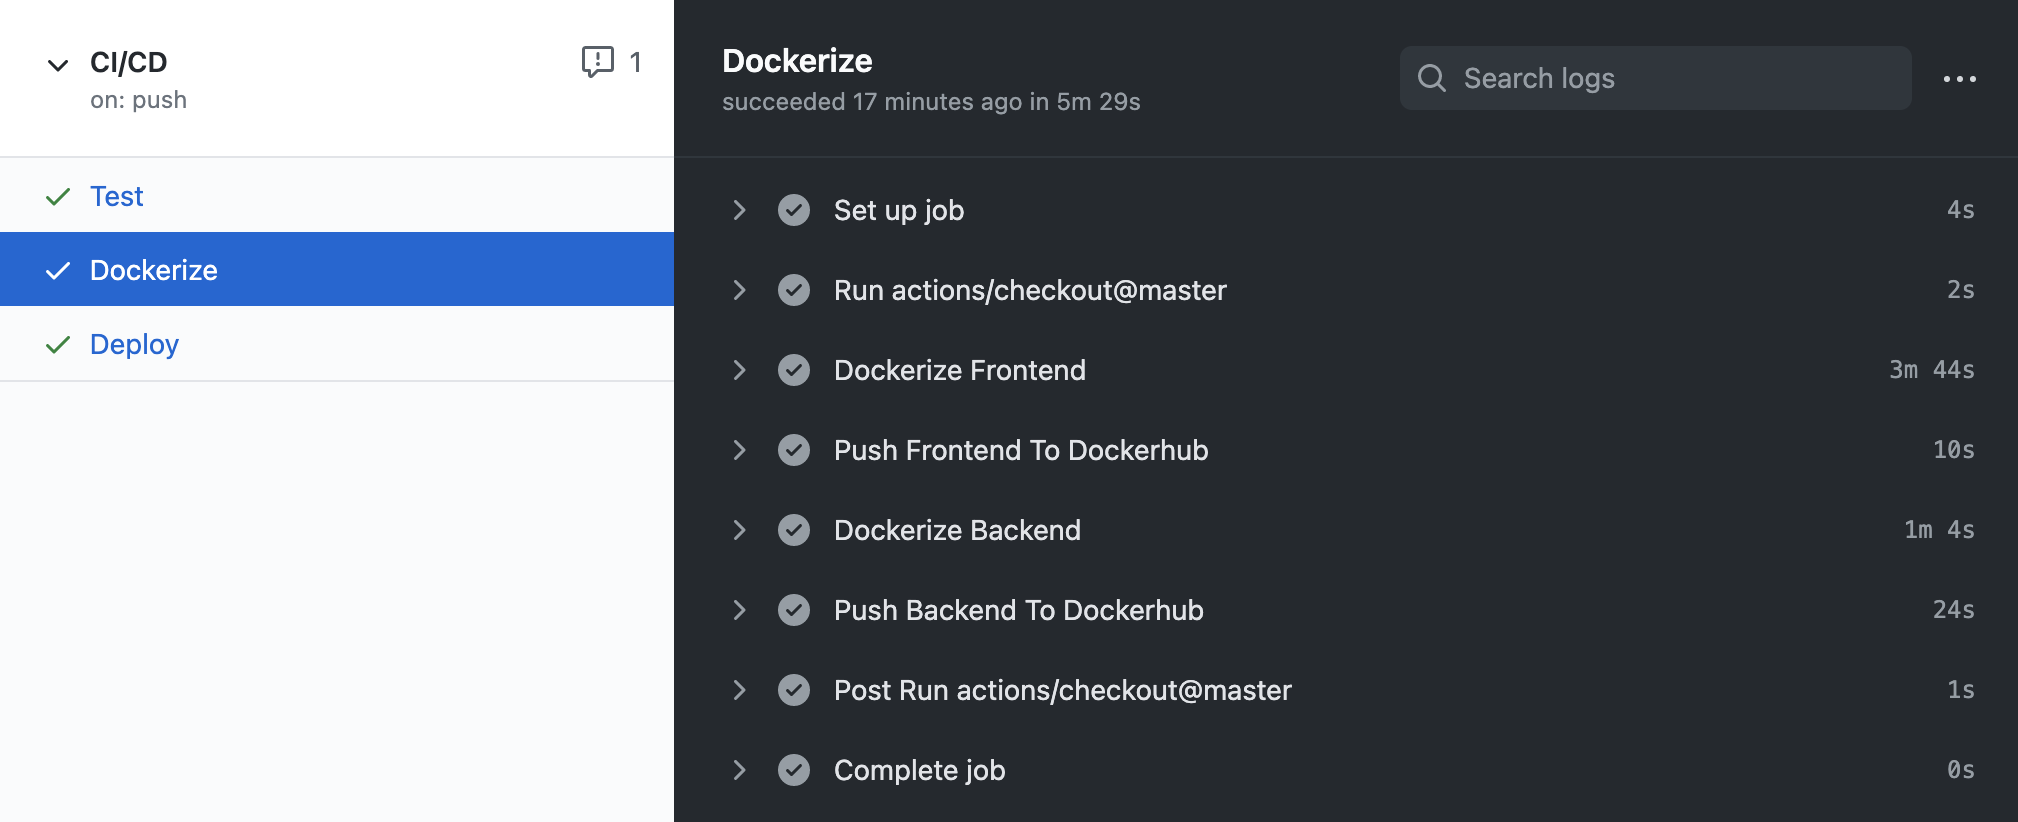 CI/CD
1
on: push
Test
Dockerize
Deploy
Dockerize
succeeded 17 minutes ago in 5m 29s
Search logs
Set up job 4s
Run actions/checkout@master 2s
Dockerize Frontend 3m 44s
Push Frontend To Dockerhub 10s
Dockerize Backend 1m 4s
Push Backend To Dockerhub 24s
Post Run actions/checkout@master 1s
Complete job 0s